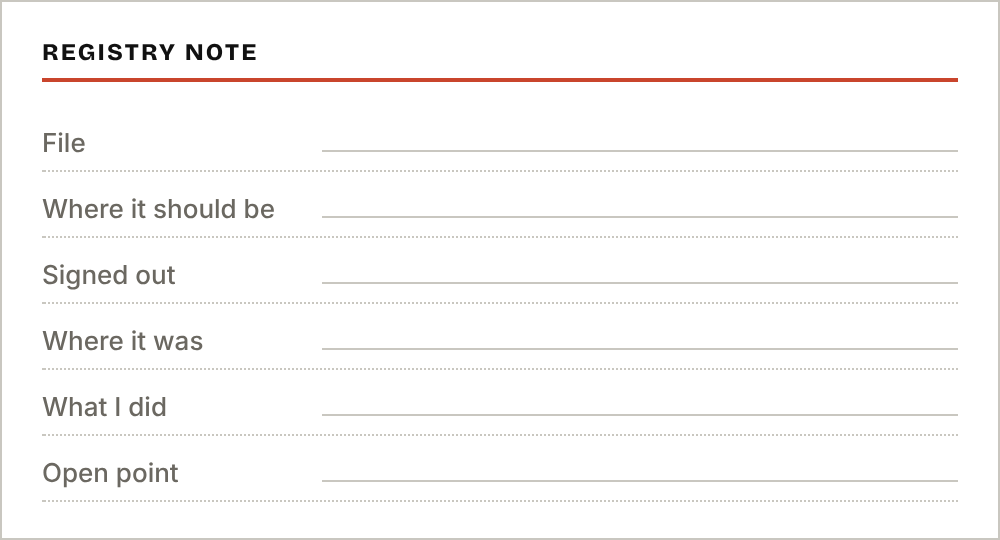 REGISTRY NOTE
File
Where it should be
Signed out
Where it was
What I did
Open point